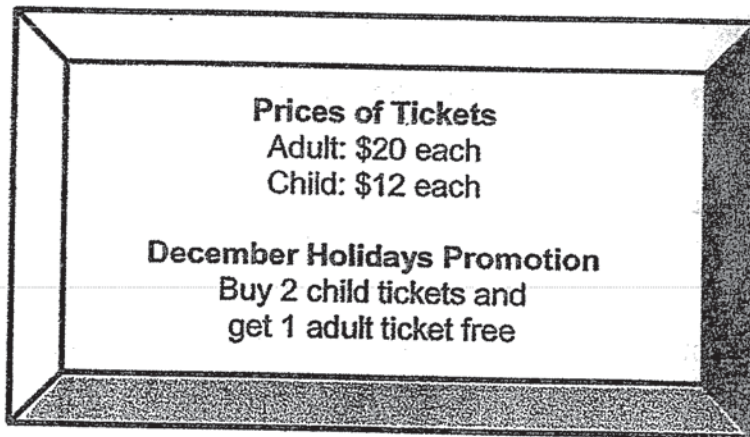 Prices of Tickets
Adult: $20 each
Child: $12 each
December Holidays Promotion
Buy 2 child tickets and
get 1 adult ticket free